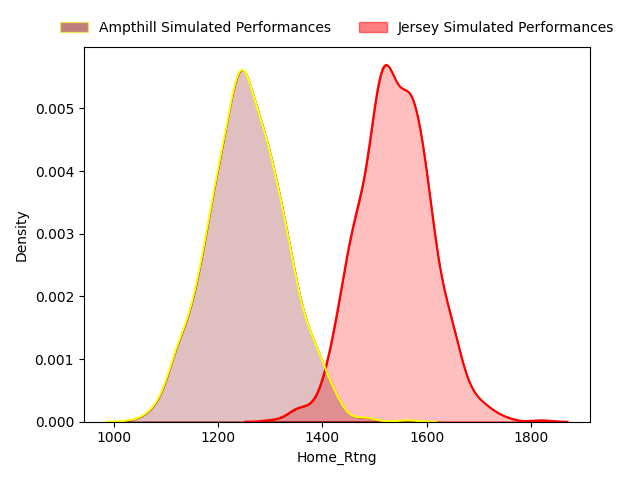 Ampthill Simulated Performances
Jersey Simulated Performances
0.005
0.004
0.003
0.002
0.001
0.000
Density
1000 1200 1400 1600 1800
Home_Rtng